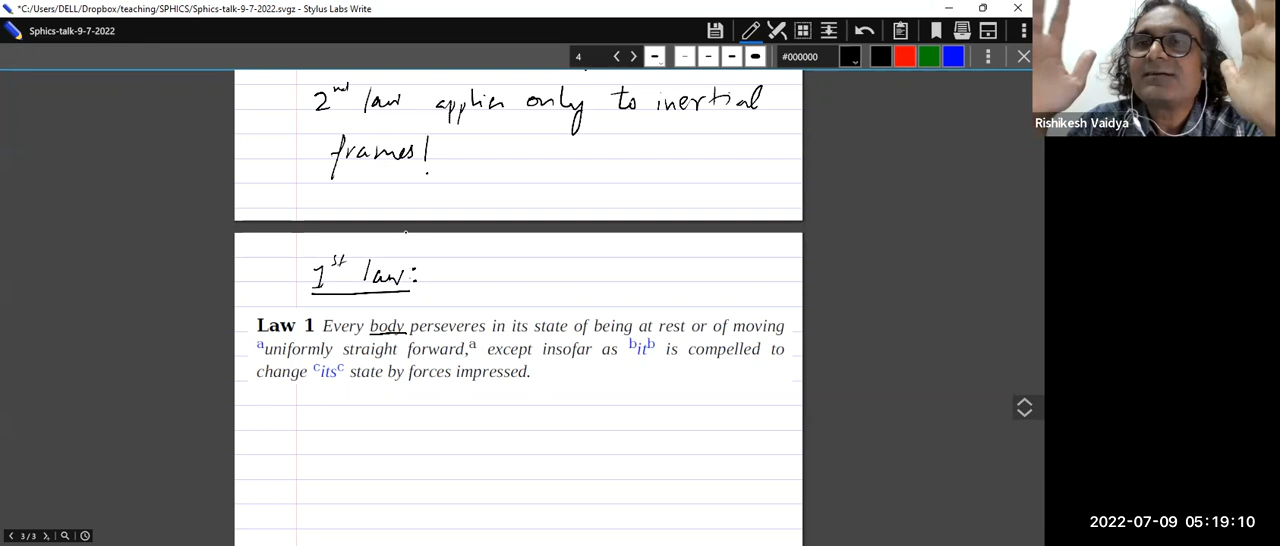 *C:/Users/DELL/Dropbox/teaching/SPHICS/Sphics-talk-9-7-2022.svgz - Stylus Labs Write
Sphics-talk-9-7-2022
4
#000000
Rishikesh Vaidya
2nd law applies only to inertial
frames!
1st law:
Law 1 Every body perseveres in its state of being at rest or of moving
auniformly straight forward,a except insofar as bitb is compelled to
change citsc state by forces impressed.
3/3
2022-07-09 05:19:10